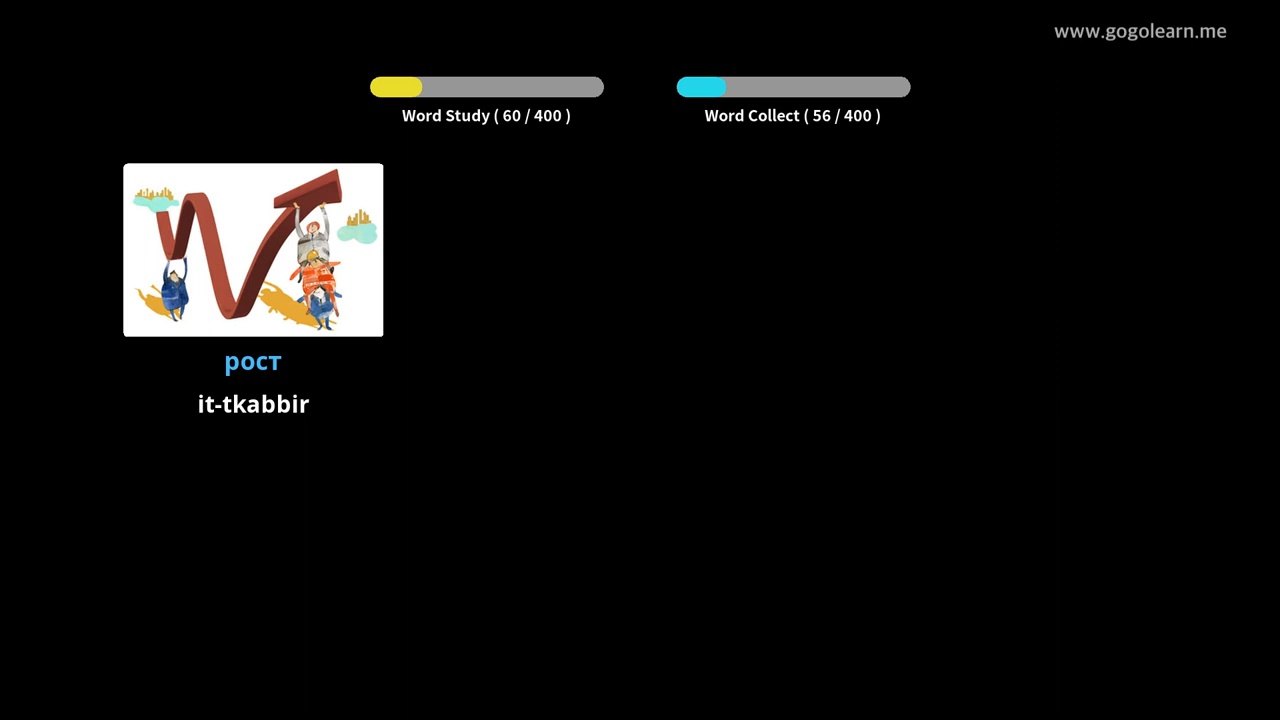 www.gogolearn.me
Word Study ( 60 / 400 )
Word Collect ( 56 / 400 )
рост
it-tkabbir